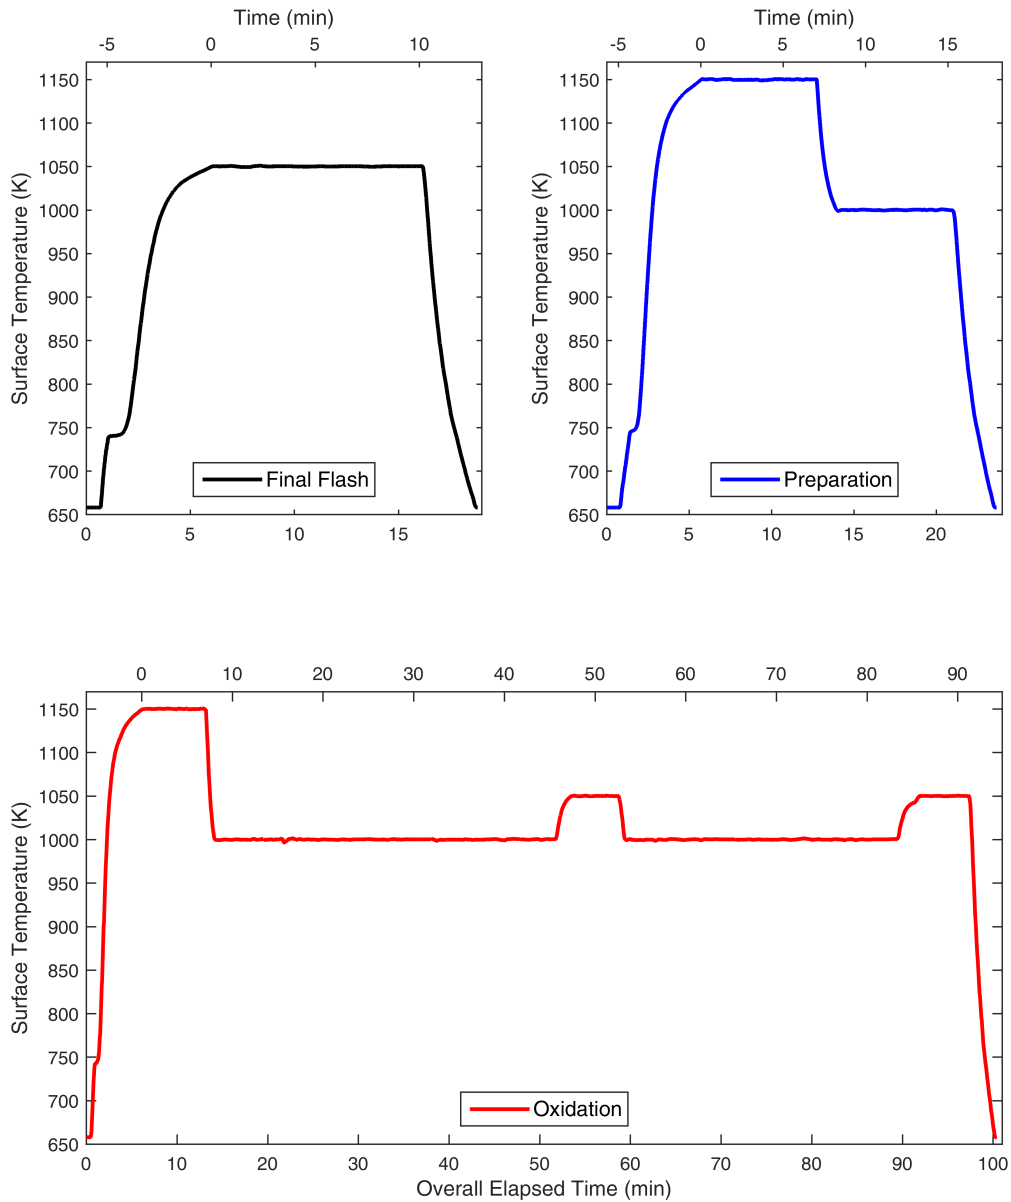 Time (min)
-5 0 5 10
Surface Temperature (K)
1150
1100
1050
1000
950
900
850
800
750
700
650
0 5 10 15
Final Flash
Time (min)
-5 0 5 10 15
Surface Temperature (K)
1150
1100
1050
1000
950
900
850
800
750
700
650
0 5 10 15 20
Preparation
0 10 20 30 40 50 60 70 80 90
Surface Temperature (K)
1150
1100
1050
1000
950
900
850
800
750
700
650
0 10 20 30 40 50 60 70 80 90 100
Oxidation
Overall Elapsed Time (min)